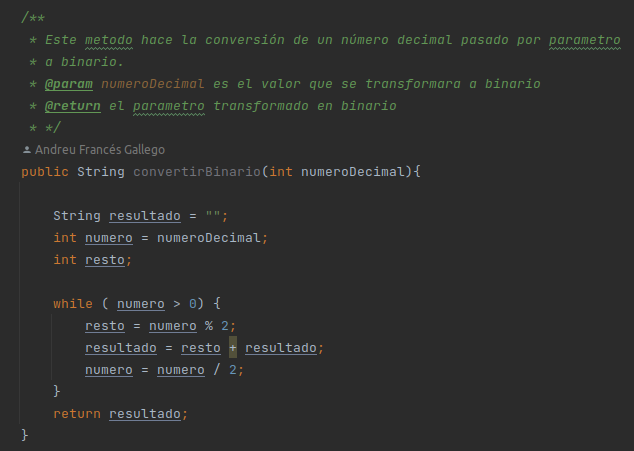 /**
 * Este metodo hace la conversión de un número decimal pasado por parametro
 * a binario.
 * @param numeroDecimal es el valor que se transformara a binario
 * @return el parametro transformado en binario
 * */
Andreu Francés Gallego
public String convertirBinario(int numeroDecimal){
    String resultado = "";
    int numero = numeroDecimal;
    int resto;
    while ( numero > 0) {
        resto = numero % 2;
        resultado = resto + resultado;
        numero = numero / 2;
    }
    return resultado;
}